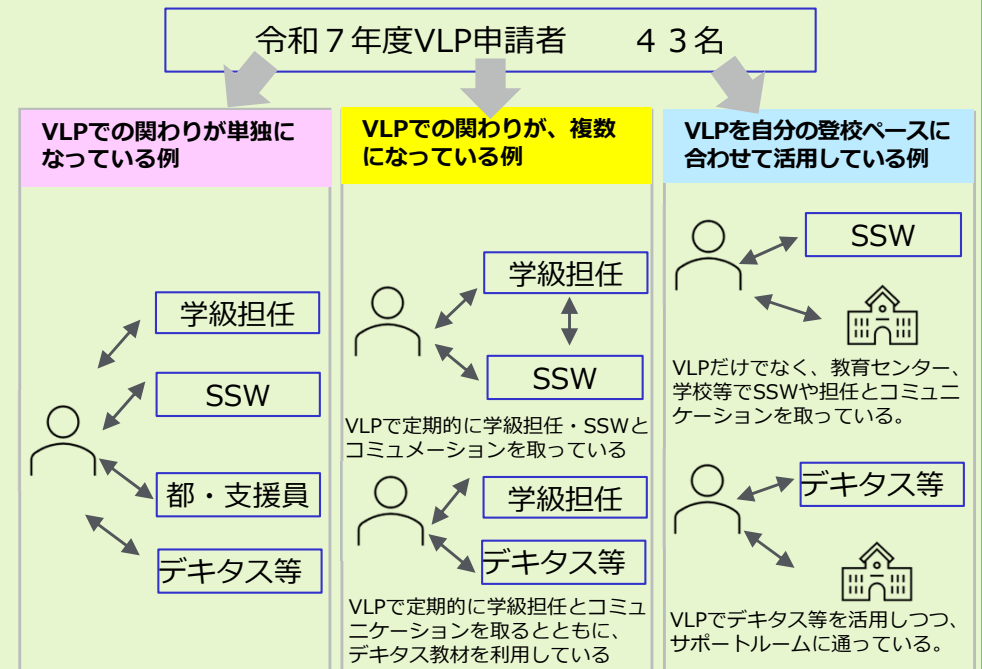 令和７年度VLP申請者　　４３名
VLPでの関わりが単独に
なっている例
学級担任
SSW
都・支援員
デキタス等
VLPでの関わりが、複数
になっている例
学級担任
SSW
VLPで定期的に学級担任・SSWと
コミュメーションを取っている
学級担任
デキタス等
VLPで定期的に学級担任とコミュ
ニケーションを取るとともに、
デキタス教材を利用している
VLPを自分の登校ペースに
合わせて活用している例
SSW
VLPだけでなく、教育センター、
学校等でSSWや担任とコミュニ
ケーションを取っている。
デキタス等
VLPでデキタス等を活用しつつ、
サポートルームに通っている。